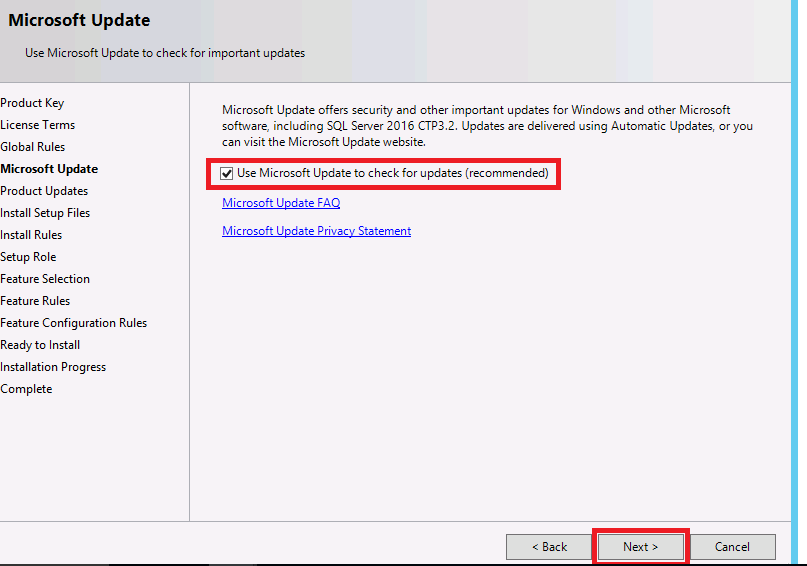 Microsoft Update
Use Microsoft Update to check for important updates
Product Key
License Terms
Global Rules
Microsoft Update
Product Updates
Install Setup Files
Install Rules
Setup Role
Feature Selection
Feature Rules
Feature Configuration Rules
Ready to Install
Installation Progress
Complete
Microsoft Update offers security and other important updates for Windows and other Microsoft
software, including SQL Server 2016 CTP3.2. Updates are delivered using Automatic Updates, or you
can visit the Microsoft Update website.
Use Microsoft Update to check for updates (recommended)
Microsoft Update FAQ
Microsoft Update Privacy Statement
< Back
Next >
Cancel